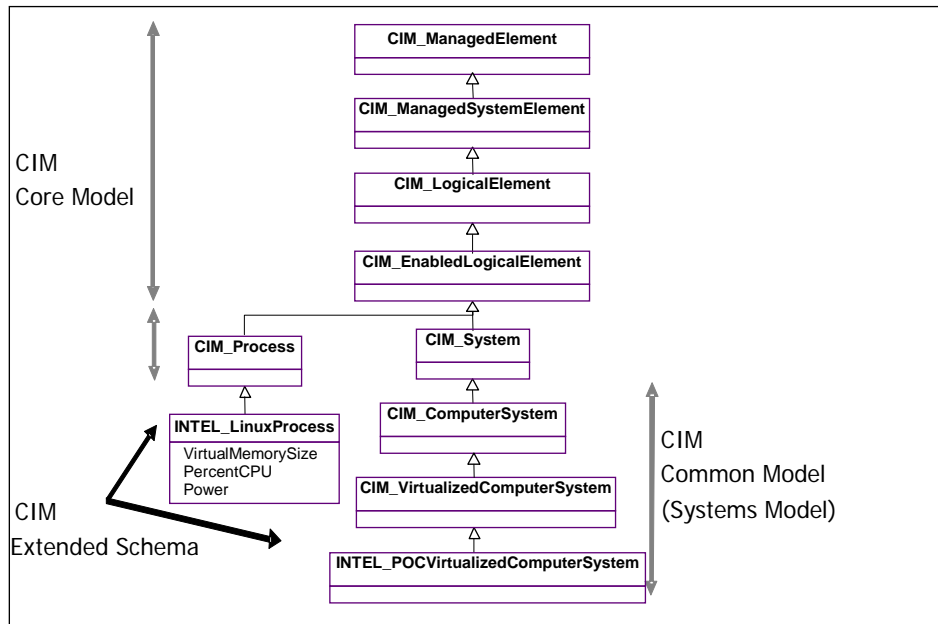 CIM_ManagedElement
CIM_ManagedSystemElement
CIM
Core Model
CIM_LogicalElement
CIM_EnabledLogicalElement
CIM_Process
CIM_System
INTEL_LinuxProcess
VirtualMemorySize
PercentCPU
Power
CIM_ComputerSystem
CIM_VirtualizedComputerSystem
INTEL_POCVirtualizedComputerSystem
CIM
Common Model
(Systems Model)
CIM
Extended Schema